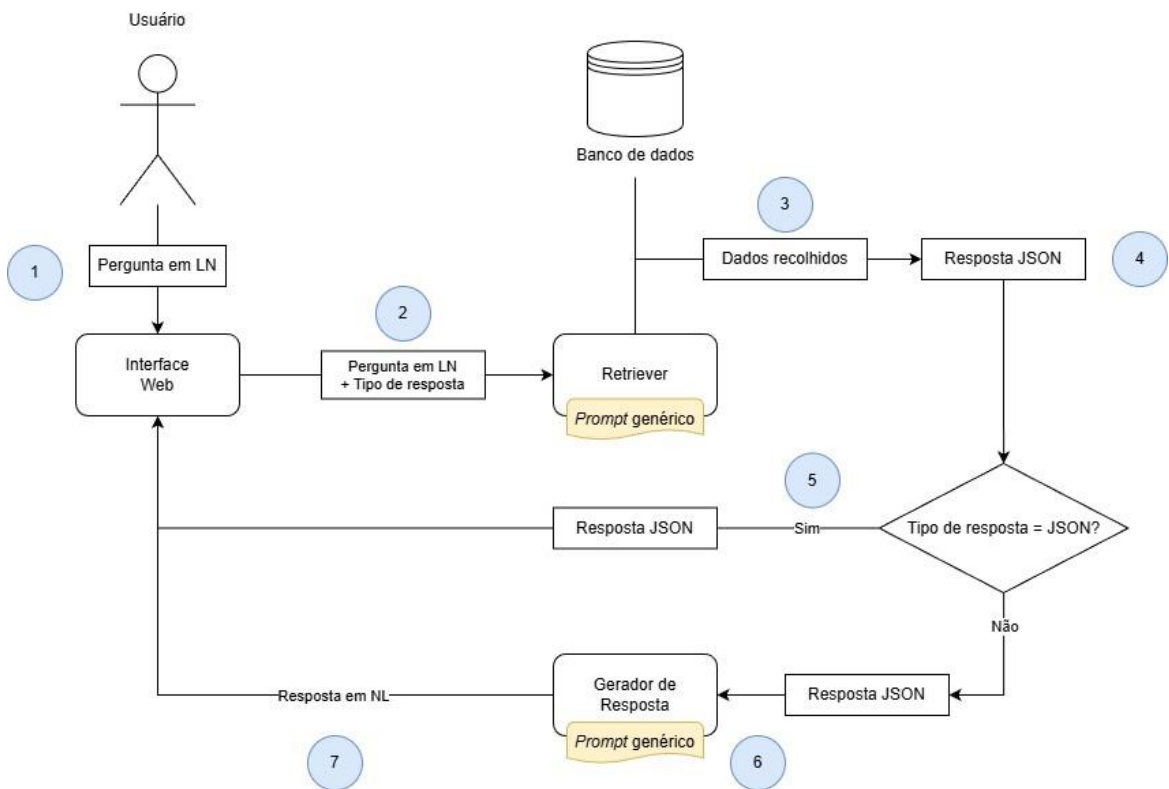 Usuário
Banco de dados
3
1
Pergunta em LN
Dados recolhidos
Resposta JSON
4
2
Interface
Web
Pergunta em LN
+ Tipo de resposta
Retriever
Prompt genérico
5
Resposta JSON
Sim
Tipo de resposta = JSON?
Não
Resposta em NL
Gerador de
Resposta
Resposta JSON
Prompt genérico
7
6